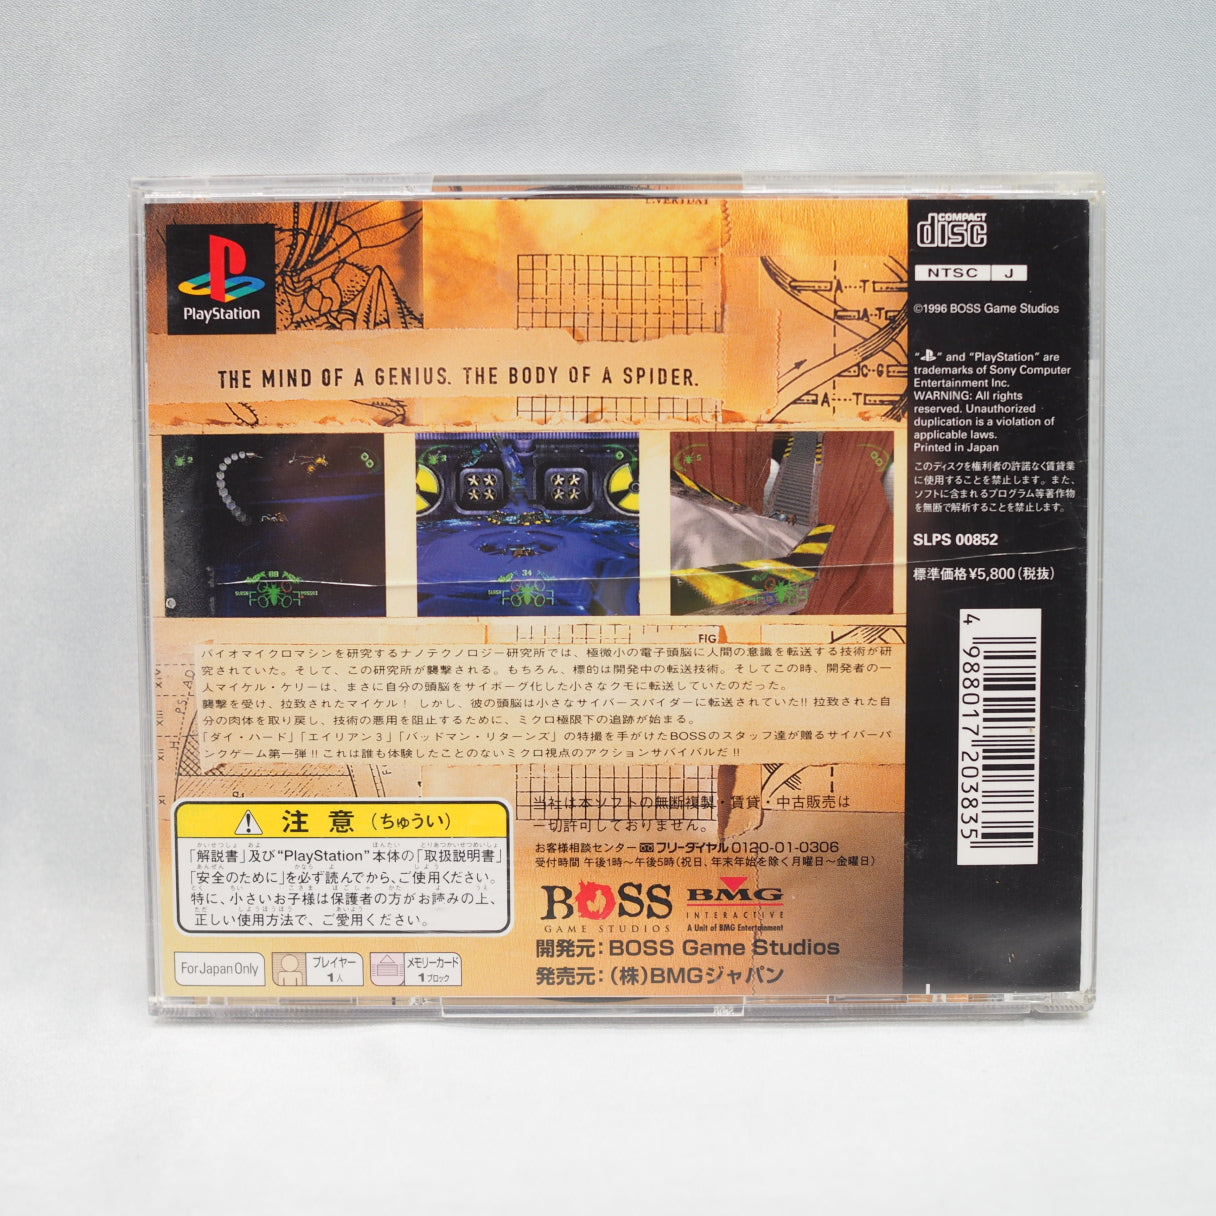 EVERYDAY
PlayStation
THE MIND OF A GENIUS. THE BODY OF A SPIDER.
A T
A T
C G
A T
COMPACT
disc
NTSC J
©1996 BOSS Game Studios
" " and "PlayStation" are
trademarks of Sony Computer
Entertainment Inc.
WARNING: All rights
reserved. Unauthorized
duplication is a violation of
applicable laws.
Printed in Japan
このディスクを権利者の許諾なく賃貸業
に使用することを禁止します。また、
ソフトに含まれるプログラム等著作物
を無断で解析することを禁止します。
SLPS 00852
標準価格¥5,800(税抜)
4 988017 203835
2
3
34
5
88
FIG.
バイオマイクロマシンを研究するナノテクノロジー研究所では、極微小の電子頭脳に人間の意識を転送する技術が研
究されていた。そして、この研究所が襲撃される。もちろん、標的は開発中の転送技術。そしてこの時、開発者の一
人マイケル・ケリーは、まさに自分の頭脳をサイボーグ化した小さなクモに転送していたのだった。
襲撃を受け、拉致されたマイケル! しかし、彼の頭脳は小さなサイバースパイダーに転送されていた!! 拉致された自
分の肉体を取り戻し、技術の悪用を阻止するために、ミクロ極限下の追跡が始まる。
「ダイ・ハード」「エイリアン3」「バッドマン・リターンズ」の特撮を手がけたBOSSのスタッフ達が贈るサイバーパ
ンクゲーム第一弾!!これは誰も体験したことのないミクロ視点のアクションサバイバルだ!!
注意(ちゅうい)
「解説書」及び"PlayStation"本体の「取扱説明書」
「安全のために」を必ず読んでから、ご使用ください。
特に、小さいお子様は保護者の方がお読みの上、
正しい使用方法で、ご愛用ください。
当社は本ソフトの無断複製・賃貸・中古販売は
一切許可しておりません。
お客様相談センター フリーダイヤル 0120-01-0306
受付時間 午後1時~午後5時(祝日、年末年始を除く月曜日~金曜日)
BOSS
GAME STUDIOS
BMG
INTERACTIVE
A Unit of BMG Entertainment
開発元:BOSS Game Studios
発売元:(株)BMGジャパン
For Japan Only
プレイヤー
1人
メモリーカード
1ブロック